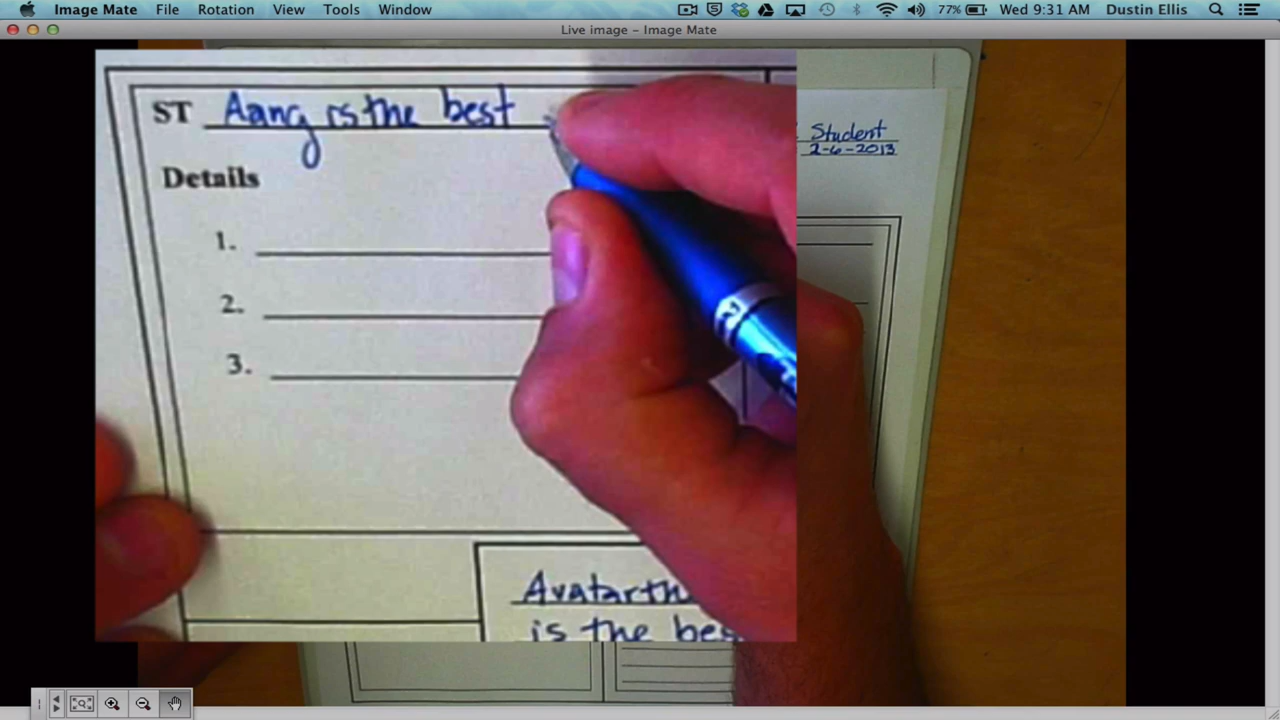 Image Mate File Rotation View Tools Window 77% Wed 9:31 AM Dustin Ellis
Live image – Image Mate
ST Aang is the best
Student
2-6-2013
Details
1.
2.
3.
Avatar th
is the bes